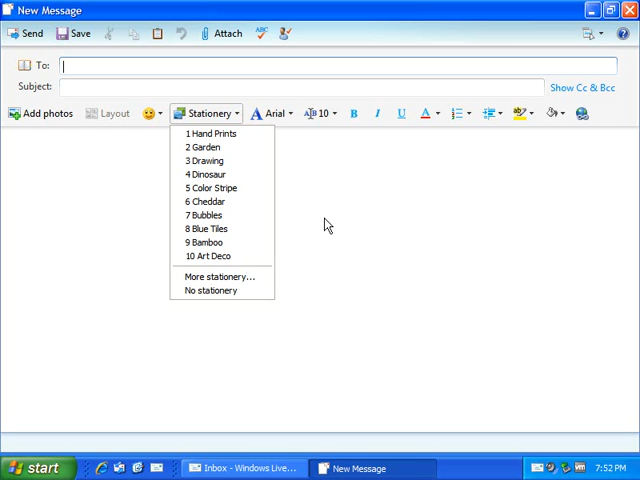 New Message
Send Save Attach ABC
To:
Subject: Show Cc & Bcc
Add photos Layout Stationery Arial 10 B I U A
1 Hand Prints
2 Garden
3 Drawing
4 Dinosaur
5 Color Stripe
6 Cheddar
7 Bubbles
8 Blue Tiles
9 Bamboo
10 Art Deco
More stationery...
No stationery
start Inbox - Windows Live... New Message 7:52 PM